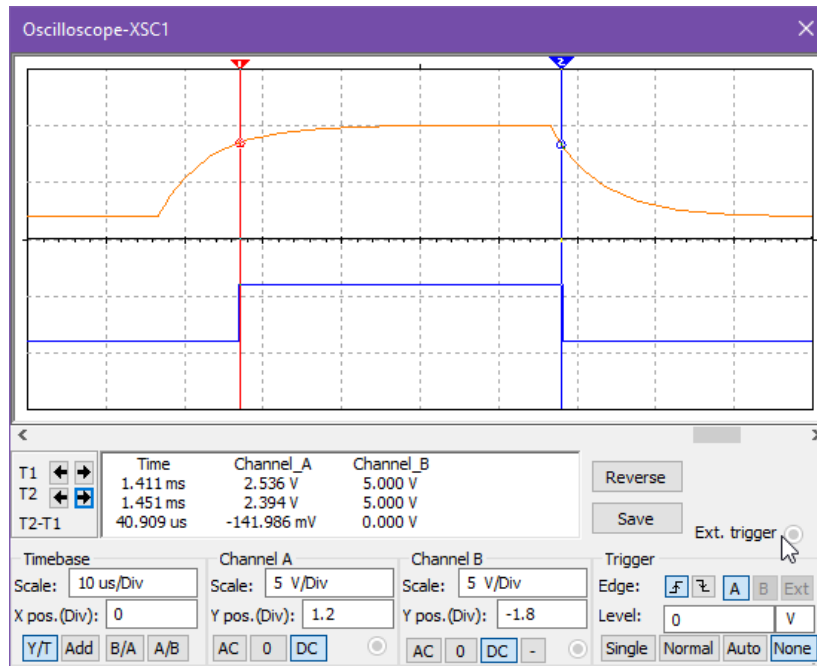 Oscilloscope-XSC1
1 2
T1 Time Channel_A Channel_B
T2 1.411 ms 2.536 V 5.000 V
1.451 ms 2.394 V 5.000 V
T2-T1 40.909 us -141.986 mV 0.000 V
Reverse
Save
Ext. trigger
Timebase Channel A Channel B Trigger
Scale: 10 us/Div Scale: 5 V/Div Scale: 5 V/Div Edge: A B Ext
X pos.(Div): 0 Y pos.(Div): 1.2 Y pos.(Div): -1.8 Level: 0 V
Y/T Add B/A A/B AC 0 DC AC 0 DC - Single Normal Auto None